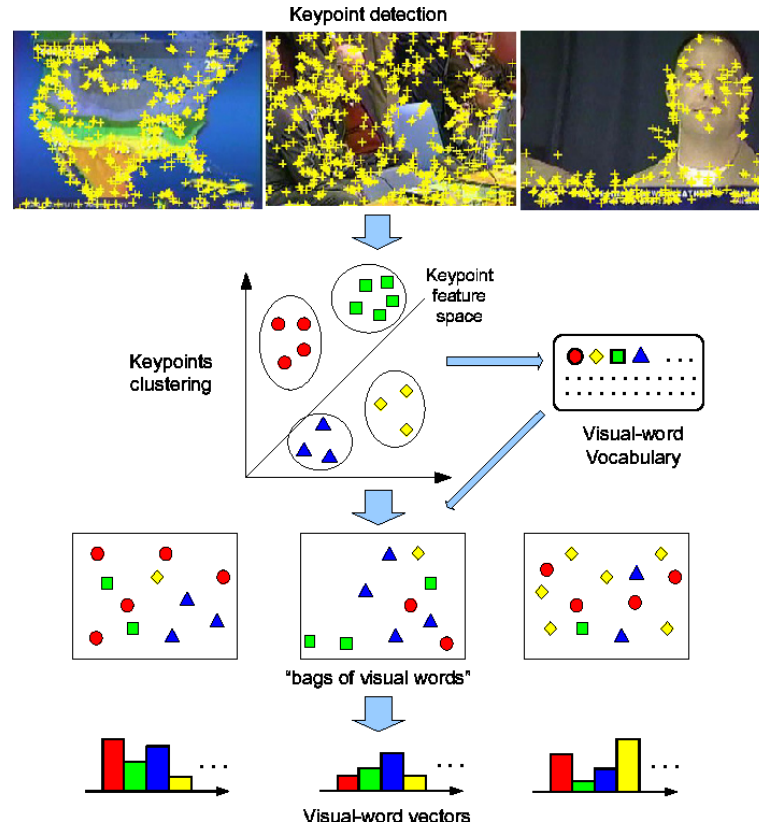 Keypoint detection
Keypoint
feature
space
Keypoints
clustering
. . .
Visual-word
Vocabulary
"bags of visual words"
. . .
. . .
. . .
Visual-word vectors